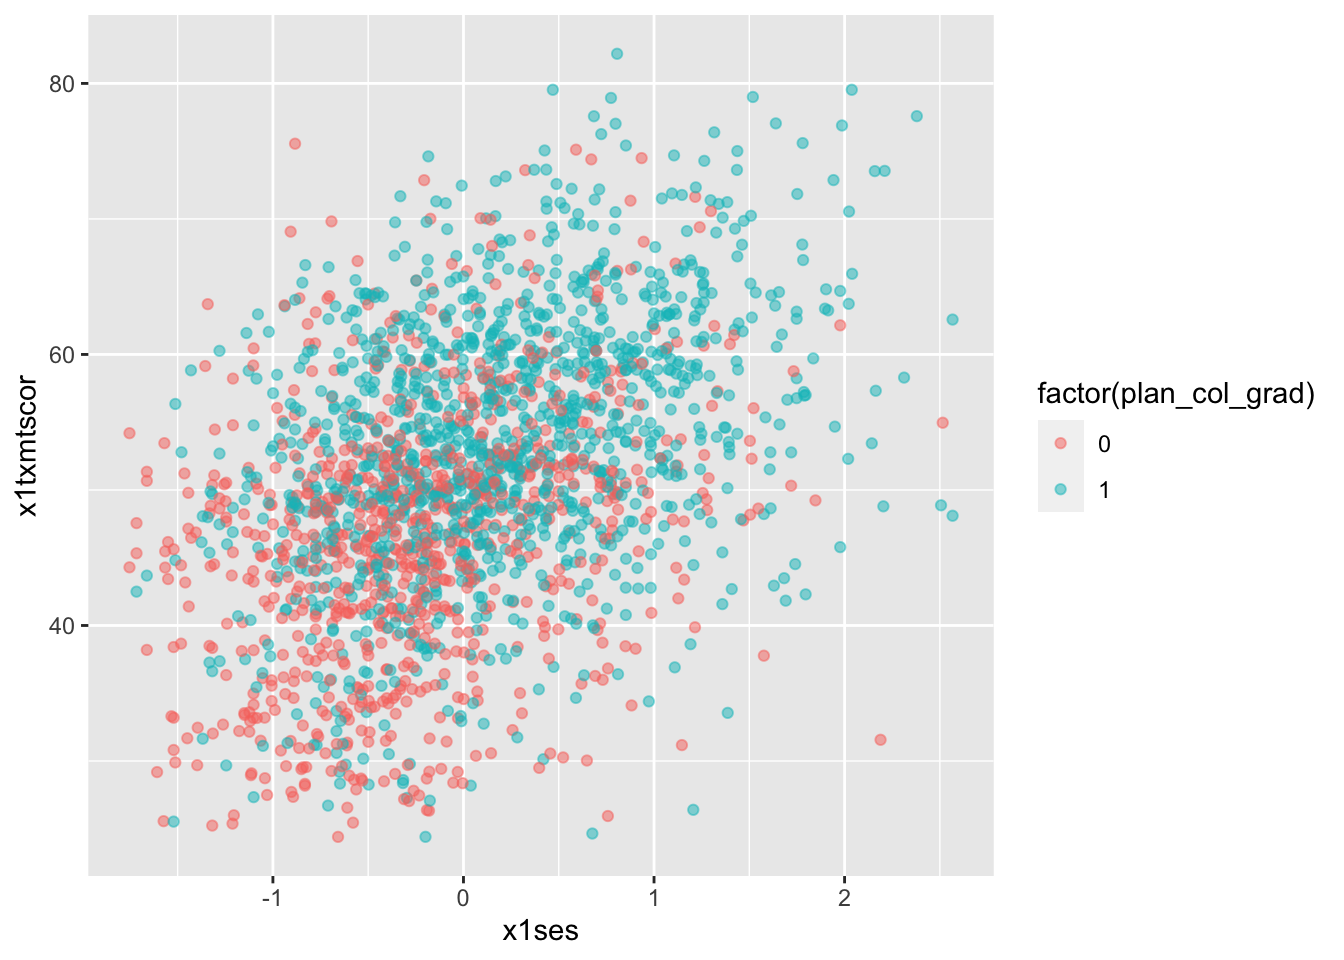 80
60
40
x1txmtscor
-1 0 1 2
x1ses
factor(plan_col_grad)
0
1